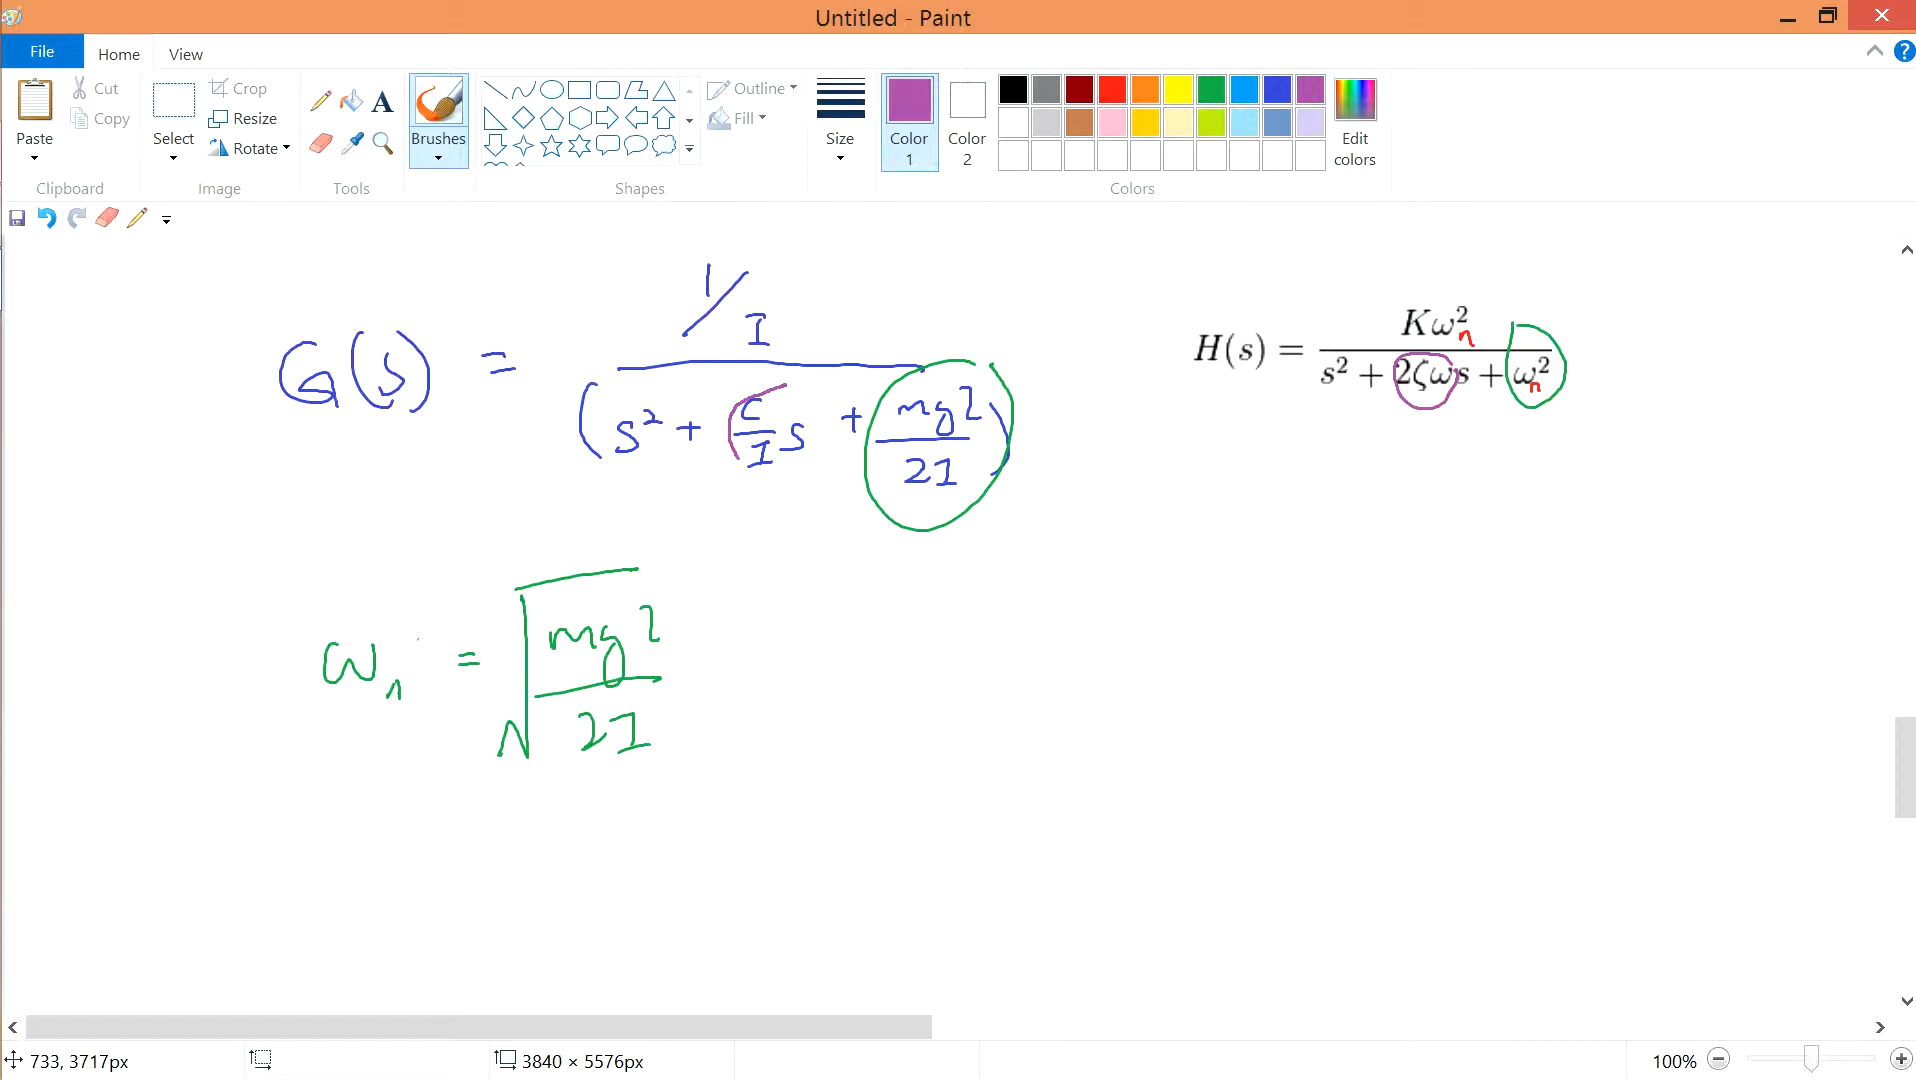 Untitled - Paint
File Home View
Paste Cut Copy Clipboard
Select Crop Resize Rotate Image
Tools
Brushes
Outline Fill Shapes
Size
Color 1 Color 2
Edit colors
Colors
G(s) = 1/I / (s² + c/I s + mgl/2I)
H(s) = Kω²n / s² + 2ζωs + ω²n
ωn = √mgl/2I
733, 3717px 3840 × 5576px 100%